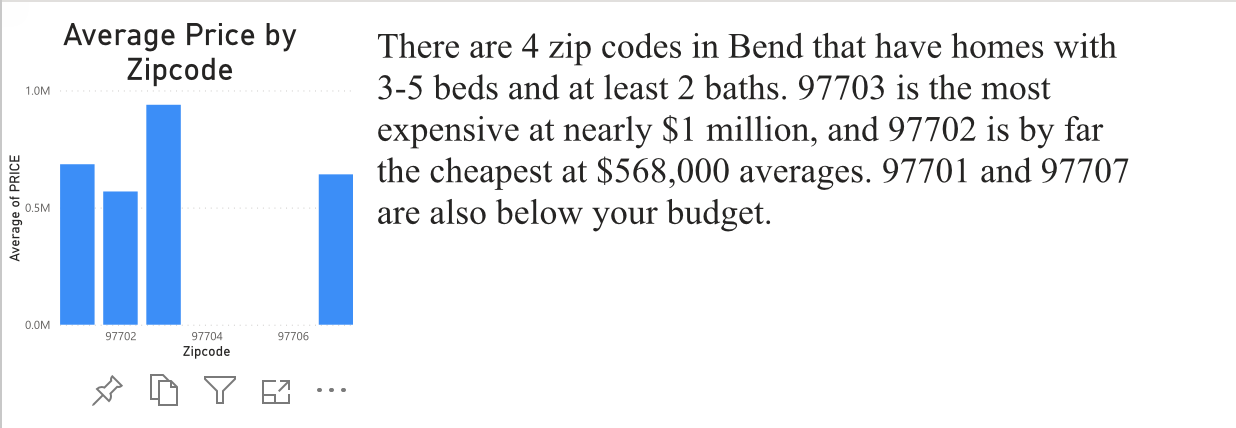 Average Price by
Zipcode
1.0M
0.5M
0.0M
Average of PRICE
97702
97704
97706
Zipcode
There are 4 zip codes in Bend that have homes with
3-5 beds and at least 2 baths. 97703 is the most
expensive at nearly $1 million, and 97702 is by far
the cheapest at $568,000 averages. 97701 and 97707
are also below your budget.